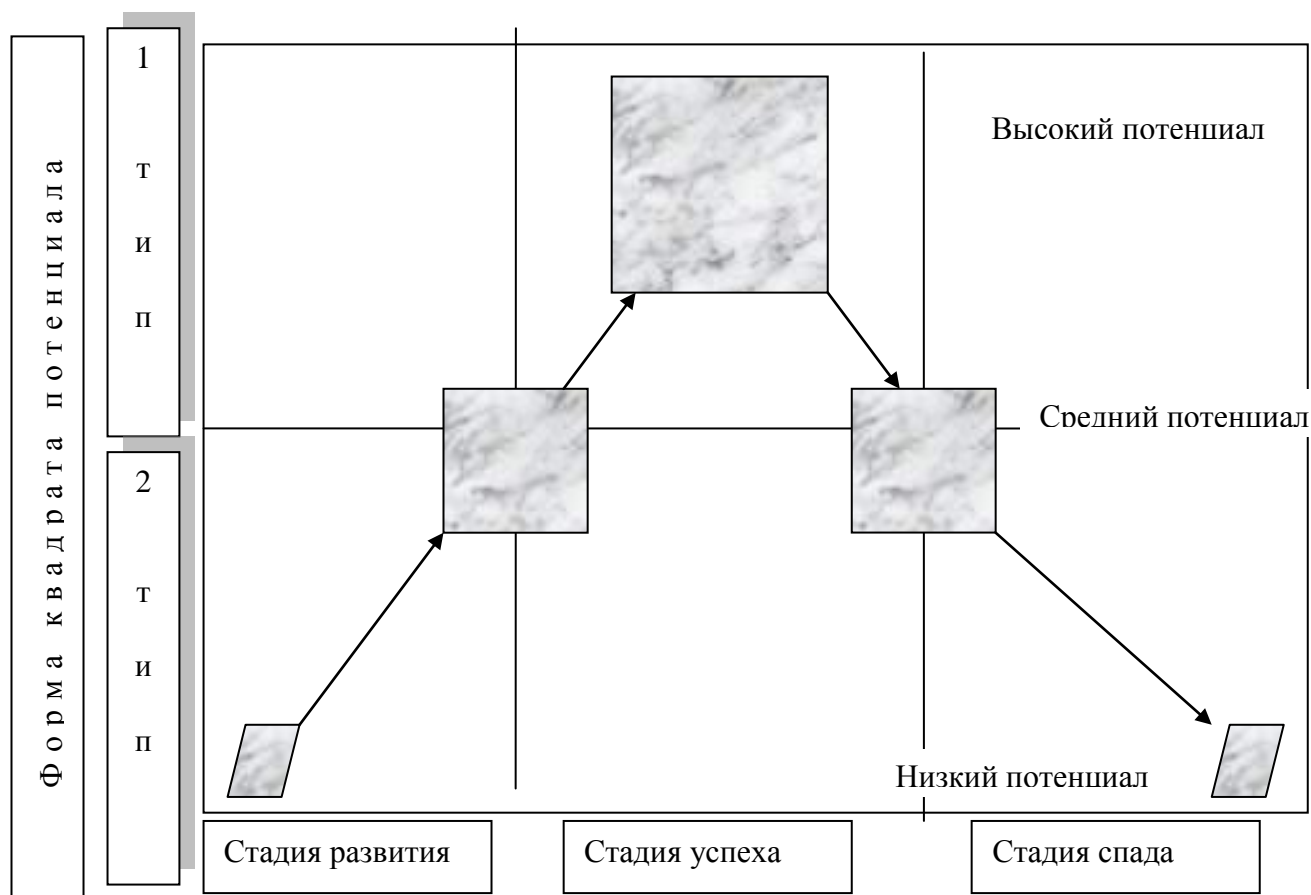 Форма квадрата потенциала
1 тип
2 тип
Высокий потенциал
Средний потенциал
Низкий потенциал
Стадия развития
Стадия успеха
Стадия спада